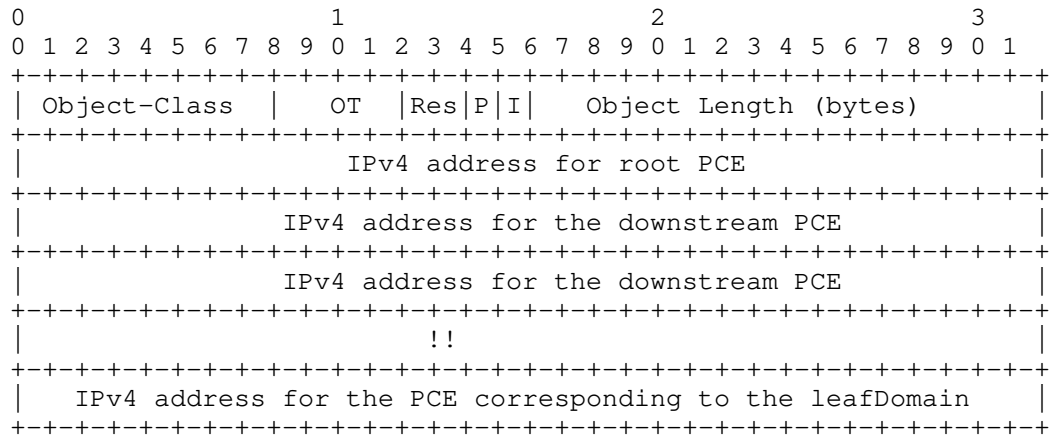 0                   1                   2                   3
0 1 2 3 4 5 6 7 8 9 0 1 2 3 4 5 6 7 8 9 0 1 2 3 4 5 6 7 8 9 0 1
+-+-+-+-+-+-+-+-+-+-+-+-+-+-+-+-+-+-+-+-+-+-+-+-+-+-+-+-+-+-+-+-+
| Object-Class  |   OT  |Res|P|I|   Object Length (bytes)       |
+-+-+-+-+-+-+-+-+-+-+-+-+-+-+-+-+-+-+-+-+-+-+-+-+-+-+-+-+-+-+-+-+
|                    IPv4 address for root PCE                  |
+-+-+-+-+-+-+-+-+-+-+-+-+-+-+-+-+-+-+-+-+-+-+-+-+-+-+-+-+-+-+-+-+
|                IPv4 address for the downstream PCE            |
+-+-+-+-+-+-+-+-+-+-+-+-+-+-+-+-+-+-+-+-+-+-+-+-+-+-+-+-+-+-+-+-+
|                IPv4 address for the downstream PCE            |
+-+-+-+-+-+-+-+-+-+-+-+-+-+-+-+-+-+-+-+-+-+-+-+-+-+-+-+-+-+-+-+-+
|                         !!                                    |
+-+-+-+-+-+-+-+-+-+-+-+-+-+-+-+-+-+-+-+-+-+-+-+-+-+-+-+-+-+-+-+-+
|   IPv4 address for the PCE corresponding to the leafDomain    |
+-+-+-+-+-+-+-+-+-+-+-+-+-+-+-+-+-+-+-+-+-+-+-+-+-+-+-+-+-+-+-+-+